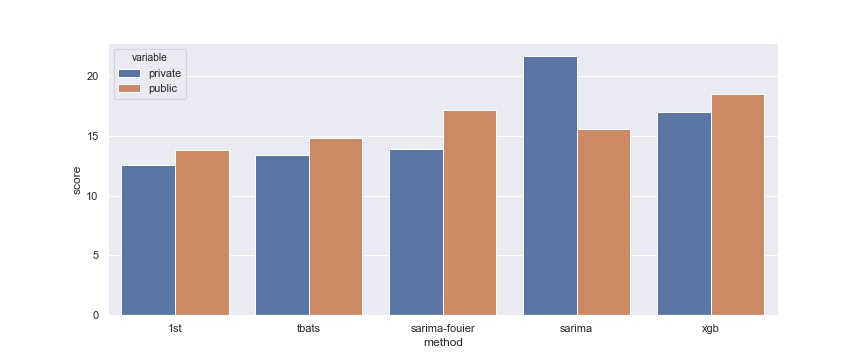 variable
private
public
score
20
15
10
5
0
1st
tbats
sarima-fouier
sarima
xgb
method